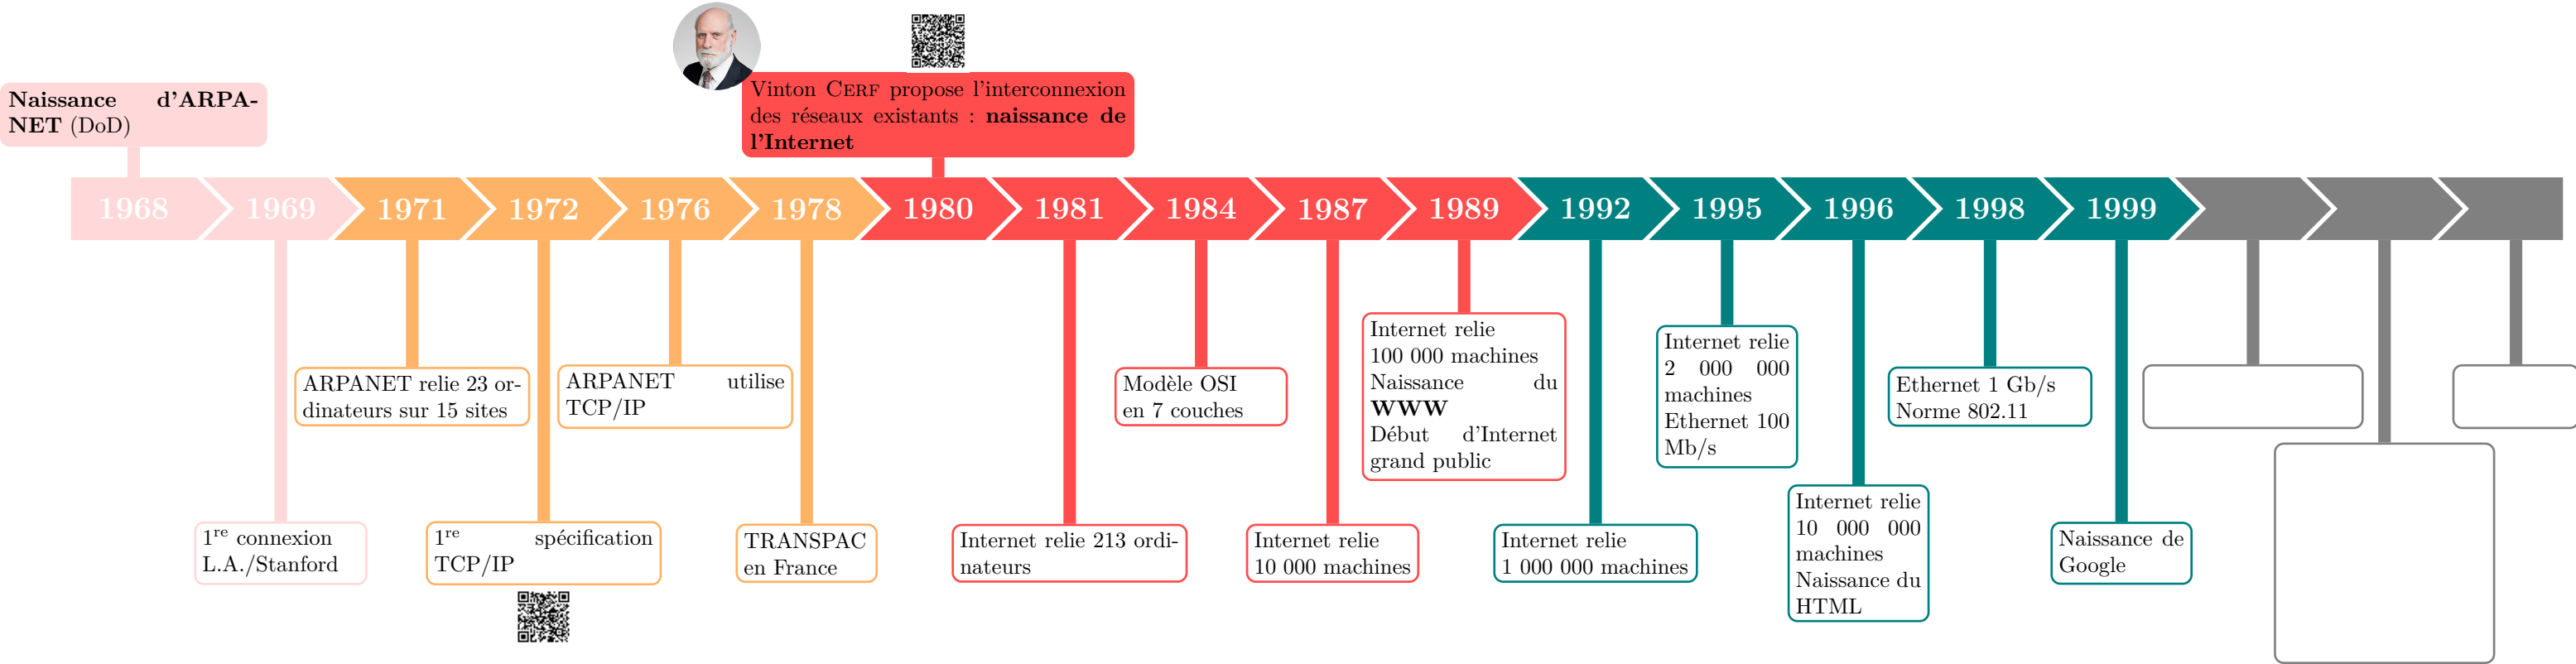 Vinton CERF propose l'interconnexion
des réseaux existants : naissance de
l'Internet
Naissance d'ARPA-
NET (DoD)
1968 1969 1971 1972 1976 1978 1980 1981 1984 1987 1989 1992 1995 1996 1998 1999
1re connexion
L.A./Stanford
ARPANET relie 23 or-
dinateurs sur 15 sites
1re spécification
TCP/IP
ARPANET utilise
TCP/IP
TRANSPAC
en France
Internet relie 213 ordi-
nateurs
Modèle OSI
en 7 couches
Internet relie
10 000 machines
Internet relie
100 000 machines
Naissance du
WWW
Début d'Internet
grand public
Internet relie
1 000 000 machines
Internet relie
2 000 000
machines
Ethernet 100
Mb/s
Internet relie
10 000 000
machines
Naissance du
HTML
Ethernet 1 Gb/s
Norme 802.11
Naissance de
Google